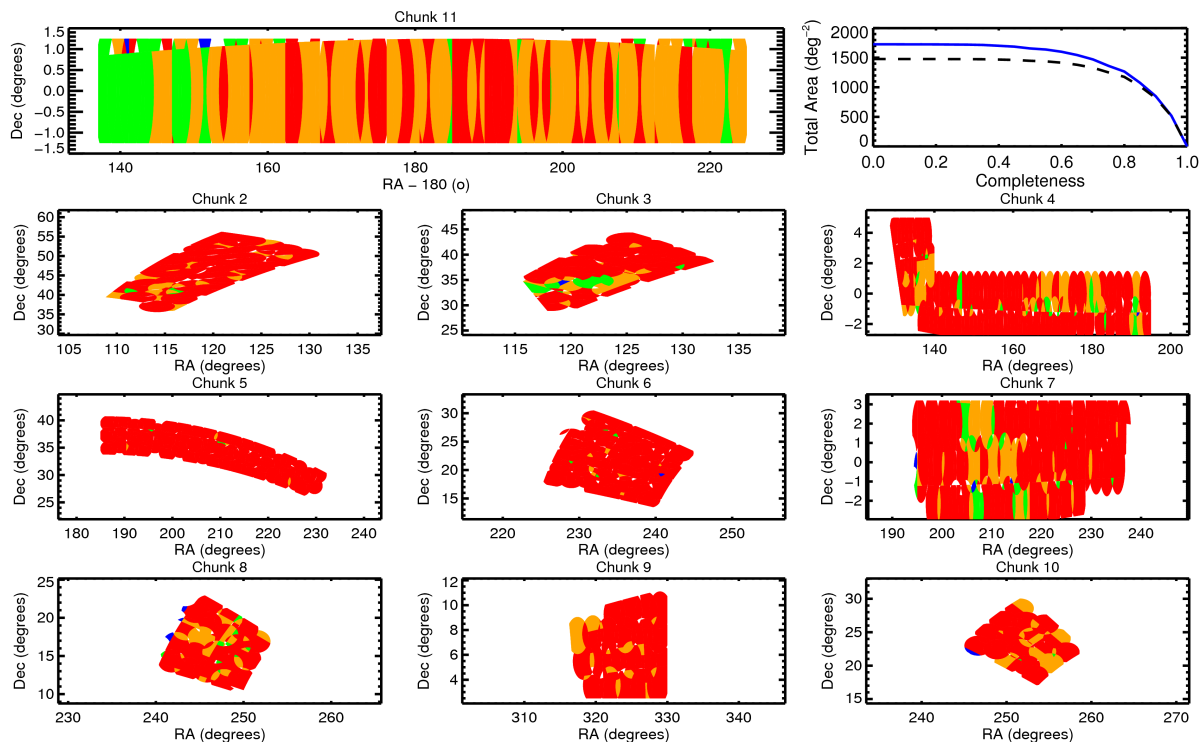 Chunk 11
Dec (degrees)
1.5
1.0
0.5
0.0
−0.5
−1.0
−1.5
140 160 180 200 220
RA − 180 (o)
Total Area (deg⁻²)
2000
1500
1000
500
0
0.0 0.2 0.4 0.6 0.8 1.0
Completeness
Chunk 2
Dec (degrees)
60
55
50
45
40
35
30
105 110 115 120 125 130 135
RA (degrees)
Chunk 3
Dec (degrees)
45
40
35
30
25
115 120 125 130 135
RA (degrees)
Chunk 4
Dec (degrees)
4
2
0
−2
140 160 180 200
RA (degrees)
Chunk 5
Dec (degrees)
40
35
30
25
180 190 200 210 220 230 240
RA (degrees)
Chunk 6
Dec (degrees)
30
25
20
15
220 230 240 250
RA (degrees)
Chunk 7
Dec (degrees)
3
2
1
0
−1
−2
190 200 210 220 230 240
RA (degrees)
Chunk 8
Dec (degrees)
25
20
15
10
230 240 250 260
RA (degrees)
Chunk 9
Dec (degrees)
12
10
8
6
4
310 320 330 340
RA (degrees)
Chunk 10
Dec (degrees)
30
25
20
15
240 250 260 270
RA (degrees)